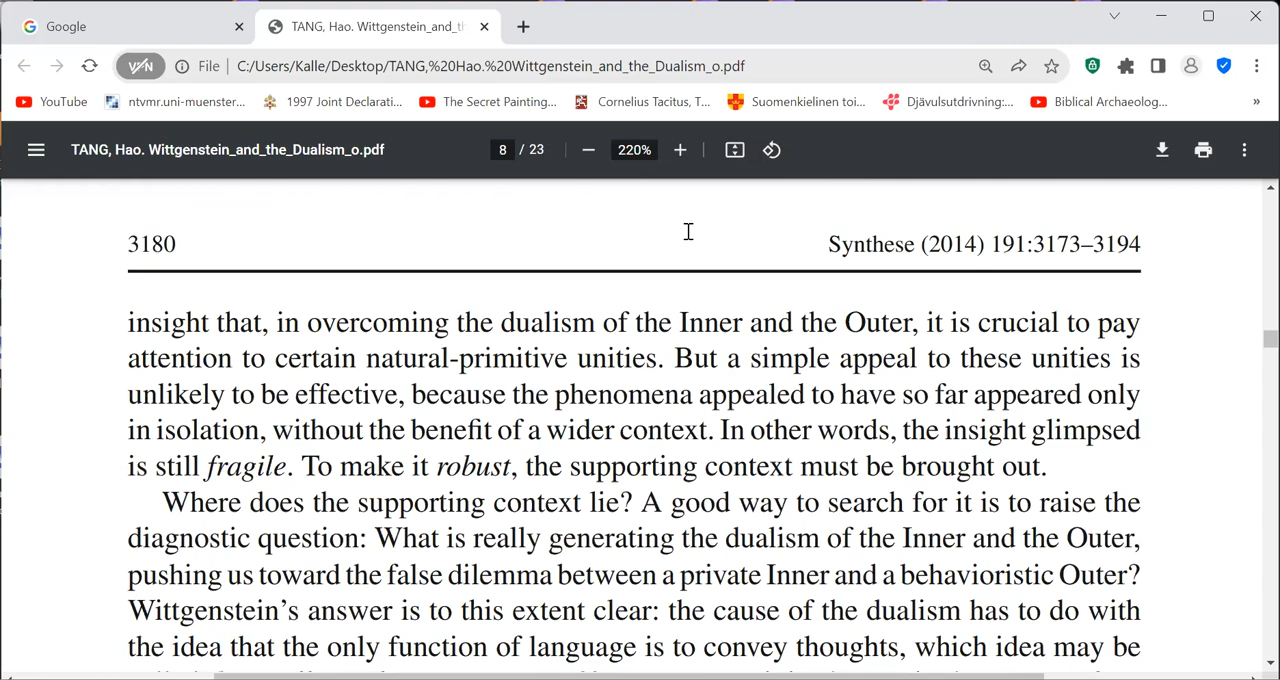 Google
TANG, Hao. Wittgenstein_and_th
File
C:/Users/Kalle/Desktop/TANG,%20Hao.%20Wittgenstein_and_the_Dualism_o.pdf
YouTube
ntvmr.uni-muenster...
1997 Joint Declarati...
The Secret Painting...
Cornelius Tacitus, T...
Suomenkielinen toi...
Djävulsutdrivning:...
Biblical Archaeolog...
»
TANG, Hao. Wittgenstein_and_the_Dualism_o.pdf
8 / 23
220%
3180
Synthese (2014) 191:3173–3194
insight that, in overcoming the dualism of the Inner and the Outer, it is crucial to pay
attention to certain natural-primitive unities. But a simple appeal to these unities is
unlikely to be effective, because the phenomena appealed to have so far appeared only
in isolation, without the benefit of a wider context. In other words, the insight glimpsed
is still fragile. To make it robust, the supporting context must be brought out.
Where does the supporting context lie? A good way to search for it is to raise the
diagnostic question: What is really generating the dualism of the Inner and the Outer,
pushing us toward the false dilemma between a private Inner and a behavioristic Outer?
Wittgenstein's answer is to this extent clear: the cause of the dualism has to do with
the idea that the only function of language is to convey thoughts, which idea may be